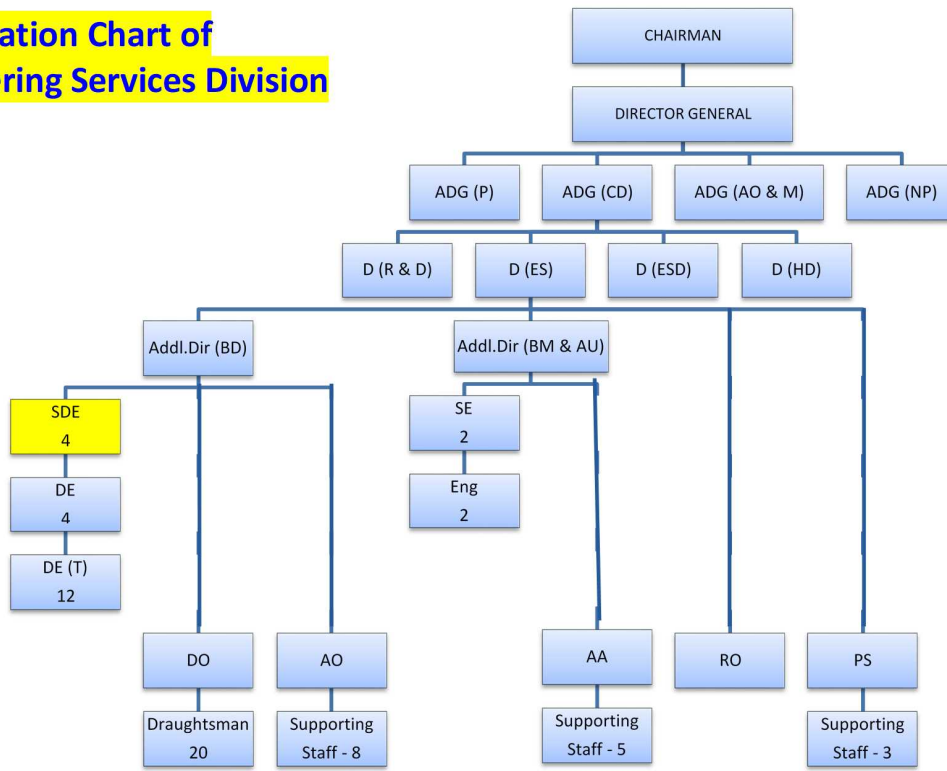 ation Chart of
ering Services Division
CHAIRMAN
DIRECTOR GENERAL
ADG (P)
ADG (CD)
ADG (AO & M)
ADG (NP)
D (R & D)
D (ES)
D (ESD)
D (HD)
Addl.Dir (BD)
Addl.Dir (BM & AU)
SDE
4
SE
2
DE
4
Eng
2
DE (T)
12
DO
AO
AA
RO
PS
Draughtsman
20
Supporting
Staff - 8
Supporting
Staff - 5
Supporting
Staff - 3